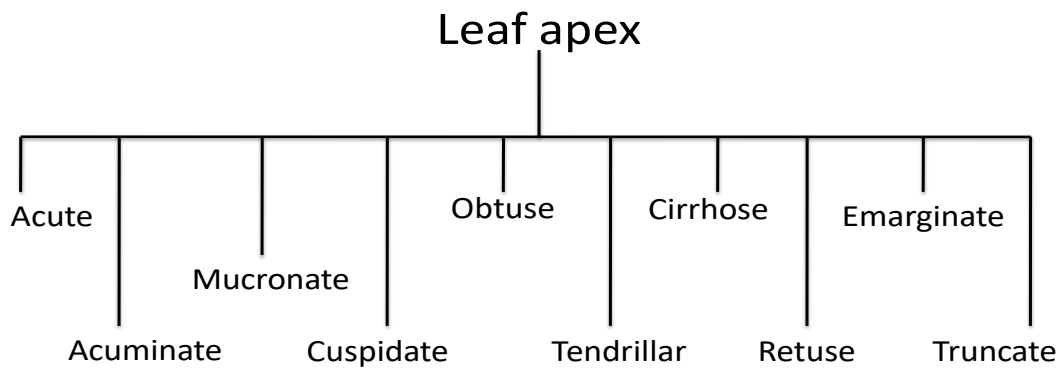 Leaf apex
Acute
Obtuse
Cirrhose
Emarginate
Mucronate
Acuminate
Cuspidate
Tendrillar
Retuse
Truncate